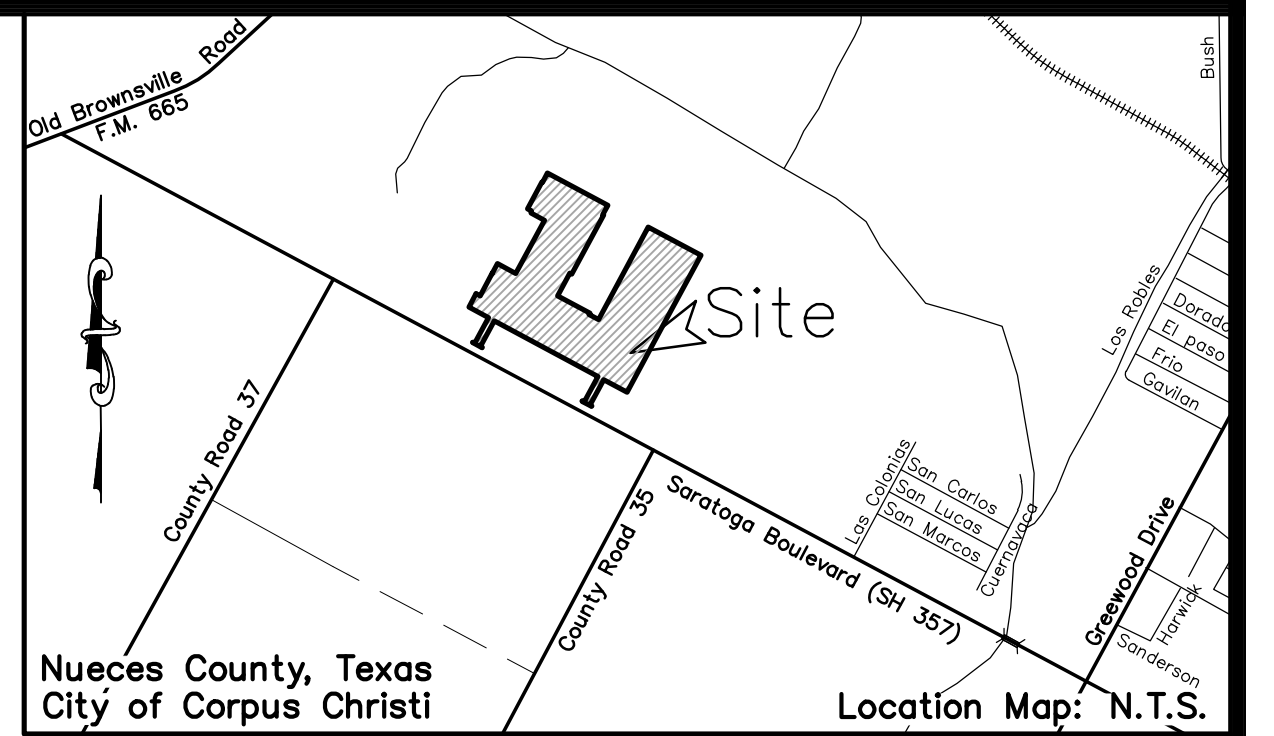 Old Brownsville Road
F.M. 665
Bush
Site
Los Robles
Dorado
El paso
Frio
Gavilan
County Road 37
County Road 35
Saratoga Boulevard (SH 357)
Las Colonias
San Carlos
San Lucas
San Marcos
Cuernavaca
Greewood Drive
Harwick
Sanderson
Nueces County, Texas
City of Corpus Christi
Location Map: N.T.S.